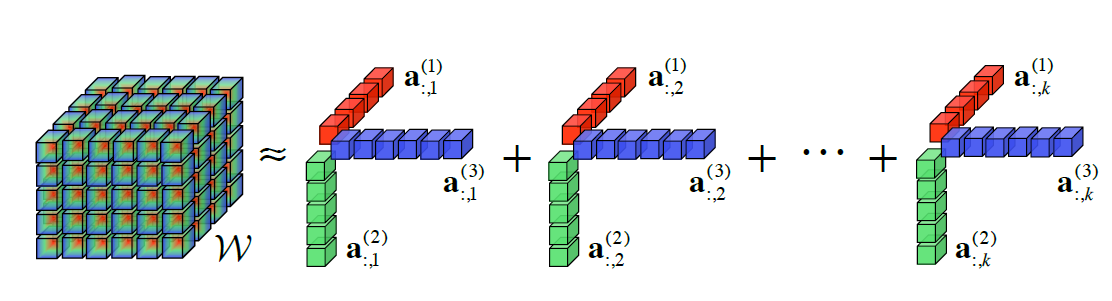 𝒲 ≈ a^{(1)}_{:,1} a^{(2)}_{:,1} a^{(3)}_{:,1} + a^{(1)}_{:,2} a^{(2)}_{:,2} a^{(3)}_{:,2} + ⋯ + a^{(1)}_{:,k} a^{(2)}_{:,k} a^{(3)}_{:,k}